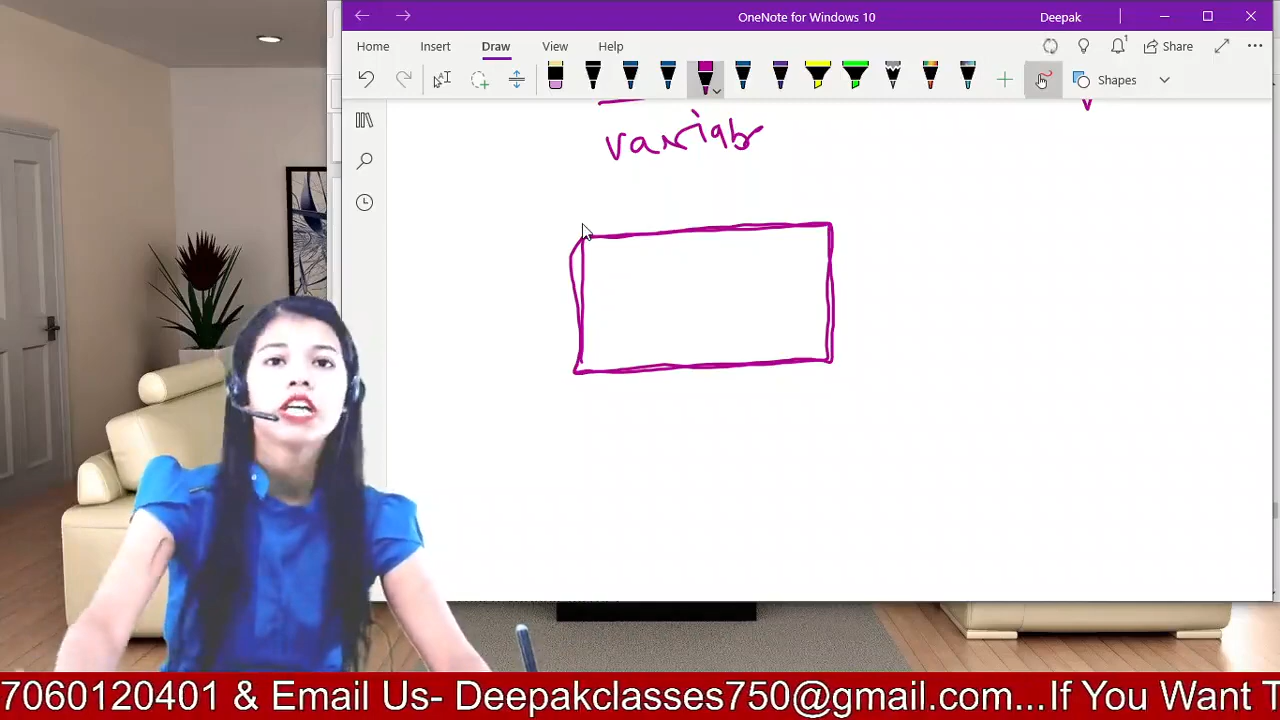 OneNote for Windows 10
Deepak
Home Insert Draw View Help
Share
Shapes
7060120401 & Email Us- Deepakclasses750@gmail.com...If You Want T